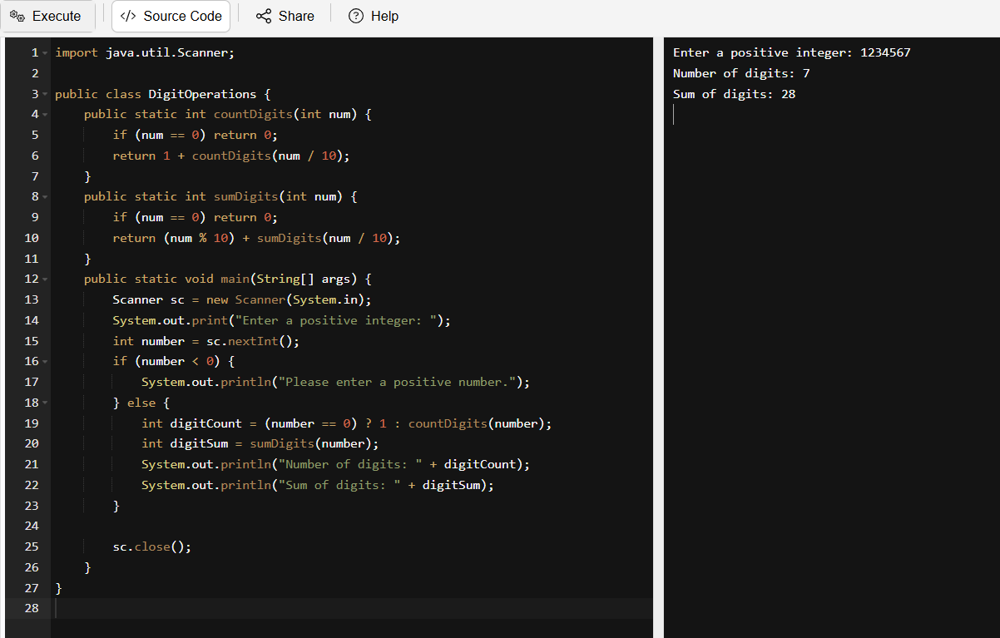 Execute
</> Source Code
Share
Help
1 import java.util.Scanner;
2
3 public class DigitOperations {
4     public static int countDigits(int num) {
5         if (num == 0) return 0;
6         return 1 + countDigits(num / 10);
7     }
8     public static int sumDigits(int num) {
9         if (num == 0) return 0;
10         return (num % 10) + sumDigits(num / 10);
11     }
12     public static void main(String[] args) {
13         Scanner sc = new Scanner(System.in);
14         System.out.print("Enter a positive integer: ");
15         int number = sc.nextInt();
16         if (number < 0) {
17             System.out.println("Please enter a positive number.");
18         } else {
19             int digitCount = (number == 0) ? 1 : countDigits(number);
20             int digitSum = sumDigits(number);
21             System.out.println("Number of digits: " + digitCount);
22             System.out.println("Sum of digits: " + digitSum);
23         }
24
25         sc.close();
26     }
27 }
28
Enter a positive integer: 1234567
Number of digits: 7
Sum of digits: 28